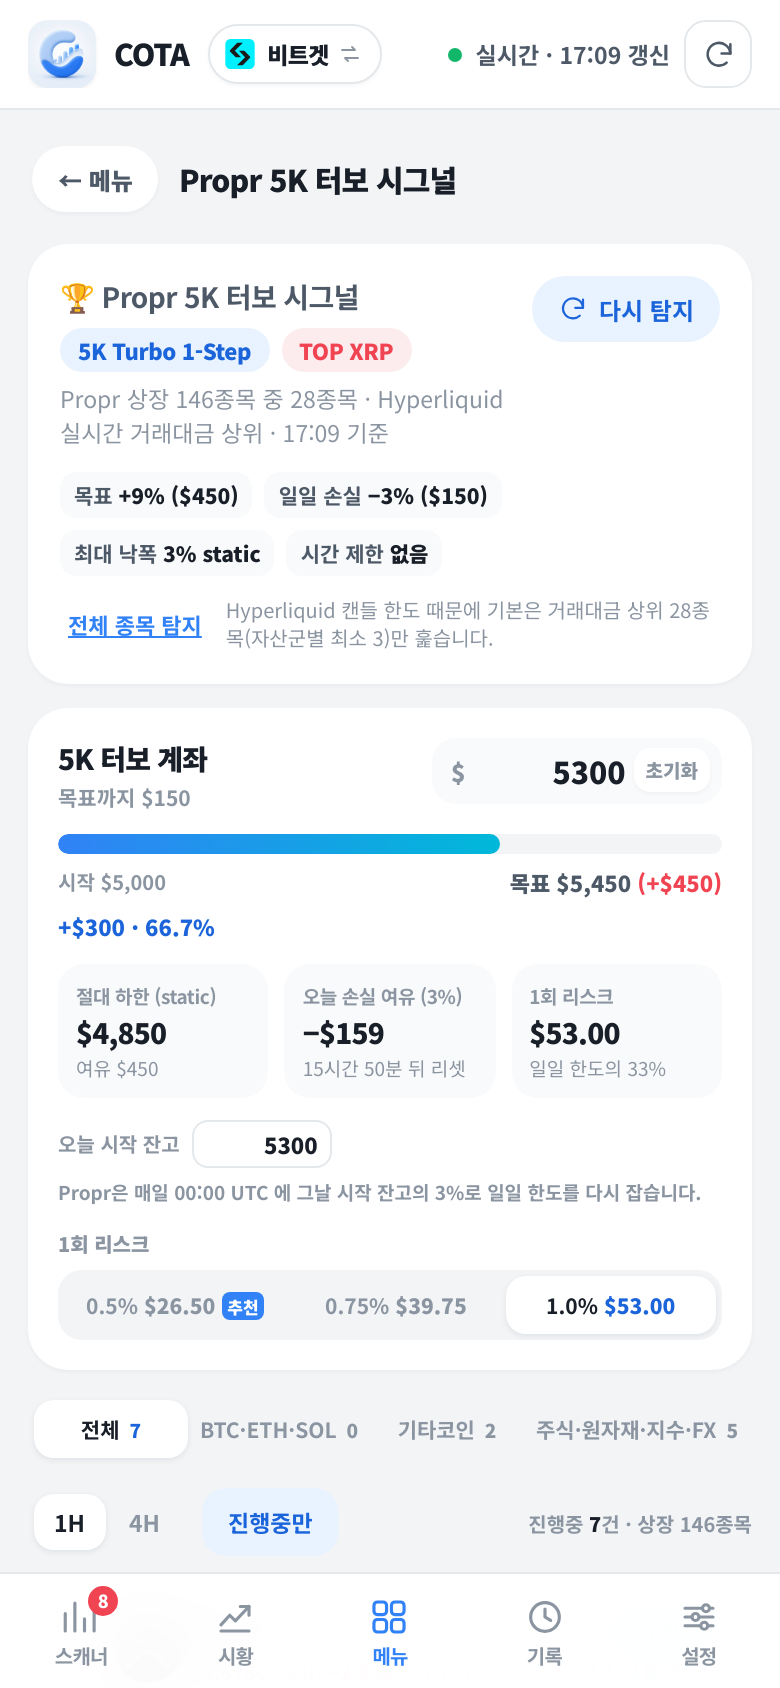 COTA
비트겟
실시간 · 17:09 갱신
← 메뉴
Propr 5K 터보 시그널
🏆 Propr 5K 터보 시그널
다시 탐지
5K Turbo 1-Step
TOP XRP
Propr 상장 146종목 중 28종목 · Hyperliquid
실시간 거래대금 상위 · 17:09 기준
목표 +9% ($450)
일일 손실 −3% ($150)
최대 낙폭 3% static
시간 제한 없음
전체 종목 탐지
Hyperliquid 캔들 한도 때문에 기본은 거래대금 상위 28종
목(자산군별 최소 3)만 훑습니다.
5K 터보 계좌
$ 5300 초기화
목표까지 $150
시작 $5,000
목표 $5,450 (+$450)
+$300 · 66.7%
절대 하한 (static)
$4,850
여유 $450
오늘 손실 여유 (3%)
−$159
15시간 50분 뒤 리셋
1회 리스크
$53.00
일일 한도의 33%
오늘 시작 잔고 5300
Propr은 매일 00:00 UTC 에 그날 시작 잔고의 3%로 일일 한도를 다시 잡습니다.
1회 리스크
0.5% $26.50 추천
0.75% $39.75
1.0% $53.00
전체 7
BTC·ETH·SOL 0
기타코인 2
주식·원자재·지수·FX 5
1H
4H
진행중만
진행중 7건 · 상장 146종목
8
스캐너
시황
메뉴
기록
설정